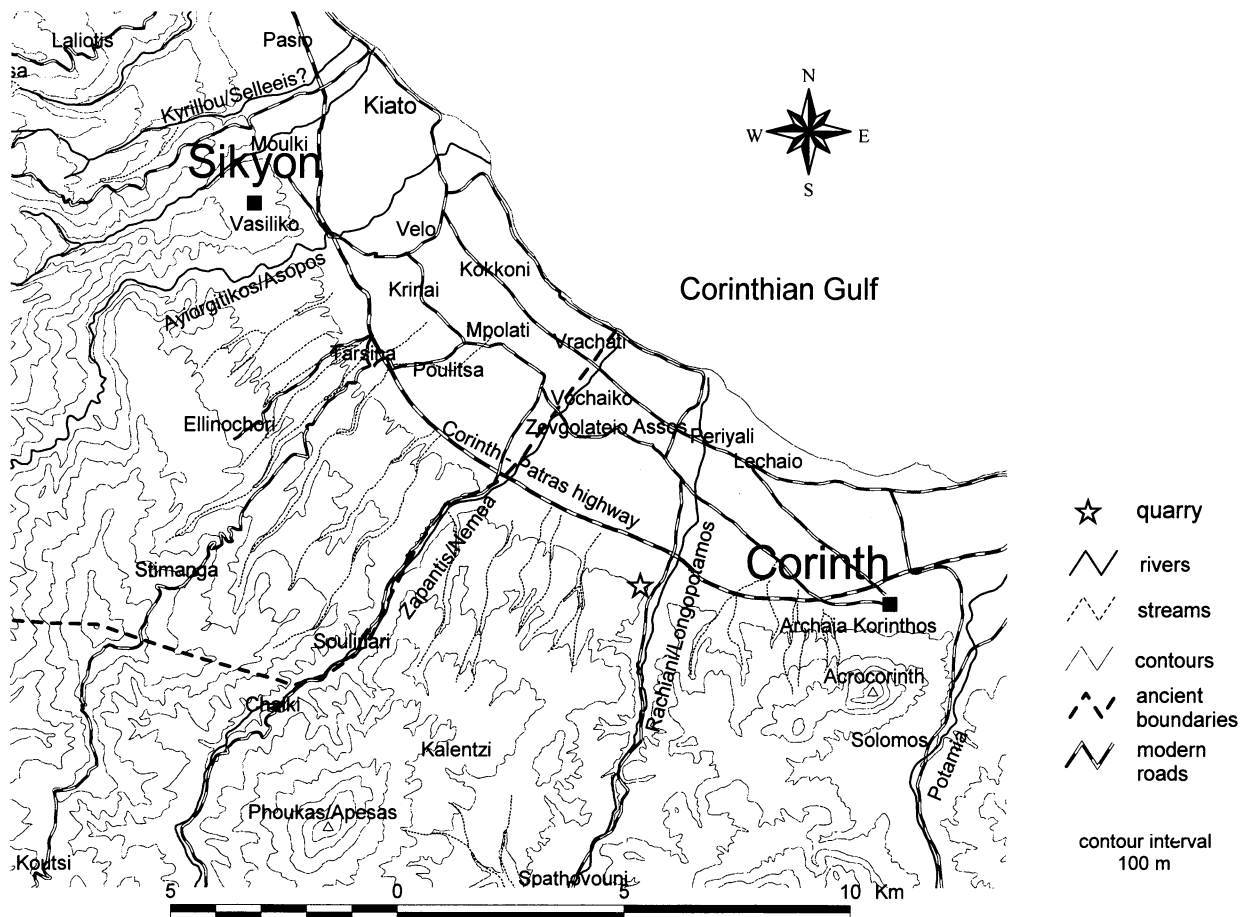 Laliotis
Pasio
sa
Kyrillou/Selleeis?
Kiato
N
W E
S
Moulki
Sikyon
Vasiliko
Velo
Ayiorgitikos/Asopos
Kokkoni
Krinai
Corinthian Gulf
Mpolati
Vrachati
Tarsina
Poulitsa
Vochaiko
Ellinochori
Zevgolateio Assos
Periyali
Corinth - Patras highway
Lechaio
quarry
Corinth
rivers
Stimanga
Zapantis/Nemea
streams
Archaia Korinthos
Soulinari
Rachiani/Longopotamos
contours
Acrocorinth
Chalki
ancient
boundaries
Kalentzi
Solomos
Potamia
modern
roads
Phoukas/Apesas
contour interval
100 m
Koutsi
Spathovouni
5 0 5 10 Km